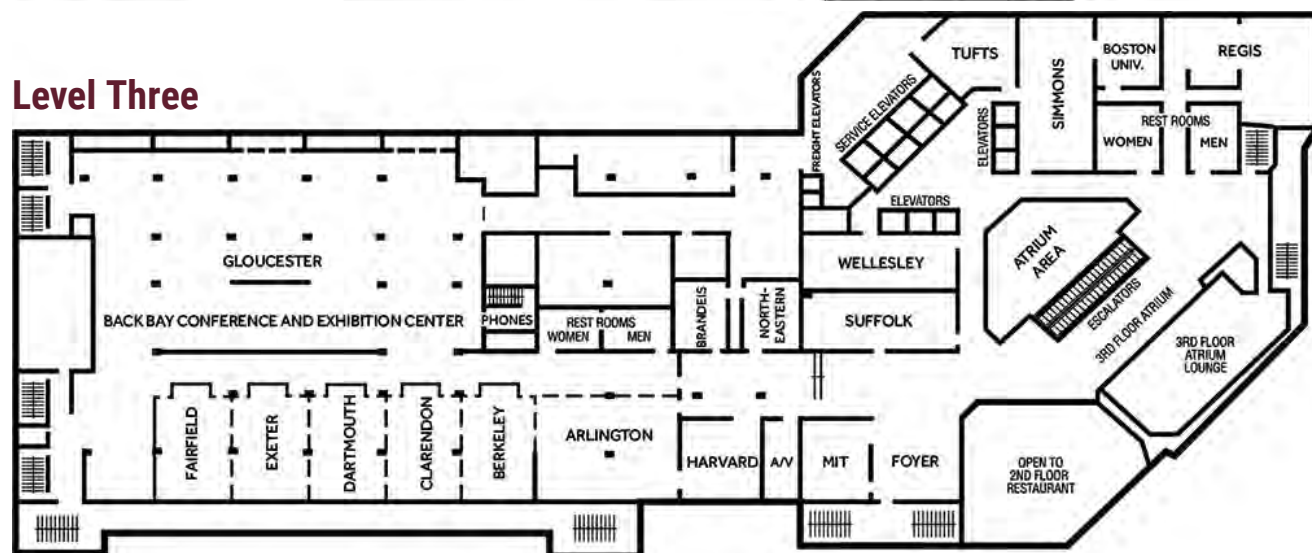 Level Three
TUFTS
BOSTON
UNIV.
REGIS
FREIGHT ELEVATORS
SERVICE ELEVATORS
ELEVATORS
SIMMONS
REST ROOMS
WOMEN
MEN
ELEVATORS
GLOUCESTER
ATRIUM
AREA
WELLESLEY
BACK BAY CONFERENCE AND EXHIBITION CENTER
PHONES
REST ROOMS
WOMEN
MEN
BRANDEIS
NORTH-
EASTERN
SUFFOLK
ESCALATORS
3RD FLOOR ATRIUM
3RD FLOOR
ATRIUM
LOUNGE
FAIRFIELD
EXETER
DARTMOUTH
CLARENDON
BERKELEY
ARLINGTON
HARVARD
A/V
MIT
FOYER
OPEN TO
2ND FLOOR
RESTAURANT